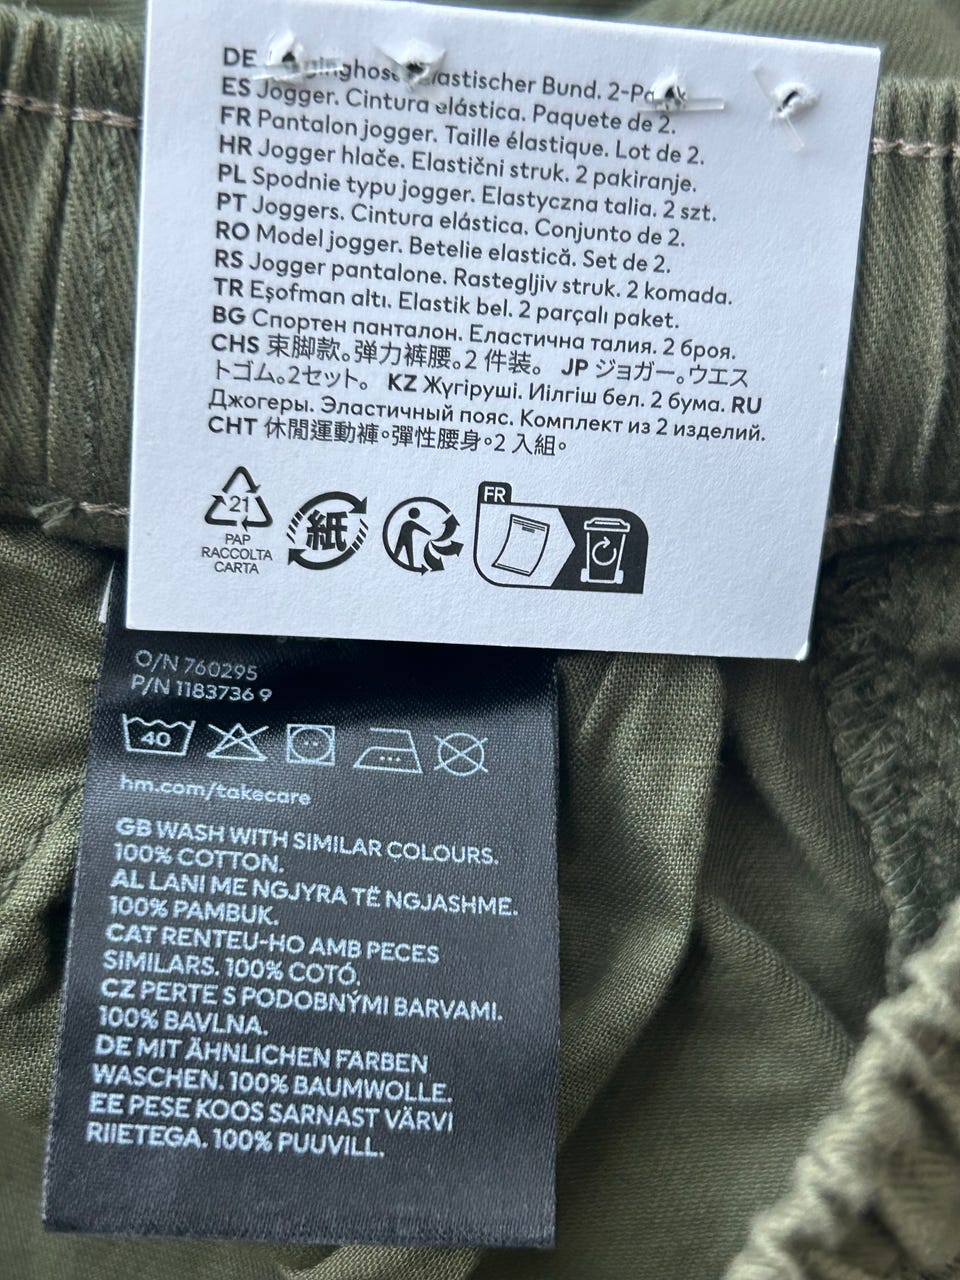 DE Elastischer Bund.
ES Jogger. Cintura elástica. Paquete de 2.
FR Pantalon jogger. Taille élastique. Lot de 2.
HR Jogger hlače. Elastični struk. 2 pakiranje.
PL Spodnie typu jogger. Elastyczna talia. 2 szt.
PT Joggers. Cintura elástica. Conjunto de 2.
RO Model jogger. Betelie elastică. Set de 2.
RS Jogger pantalone. Rastegljiv struk. 2 komada.
TR Eşofman altı. Elastik bel. 2 parçalı paket.
BG Спортен панталон. Еластична талия. 2 броя.
CHS 束脚款。弹力裤腰。2 件装。 JP ジョガー。ウエス
トゴム。2セット。 KZ Жүгіруші. Иілгіш бел. 2 бума. RU
Джогеры. Эластичный пояс. Комплект из 2 изделий.
CHT 休閒運動褲。彈性腰身。2 入組。
21
PAP
RACCOLTA
CARTA
紙
FR
O/N 760295
P/N 1183736 9
40
hm.com/takecare
GB WASH WITH SIMILAR COLOURS.
100% COTTON.
AL LANI ME NGJYRA TË NGJASHME.
100% PAMBUK.
CAT RENTEU-HO AMB PECES
SIMILARS. 100% COTÓ.
CZ PERTE S PODOBNÝMI BARVAMI.
100% BAVLNA.
DE MIT ÄHNLICHEN FARBEN
WASCHEN. 100% BAUMWOLLE.
EE PESE KOOS SARNAST VÄRVI
RIIETEGA. 100% PUUVILL.